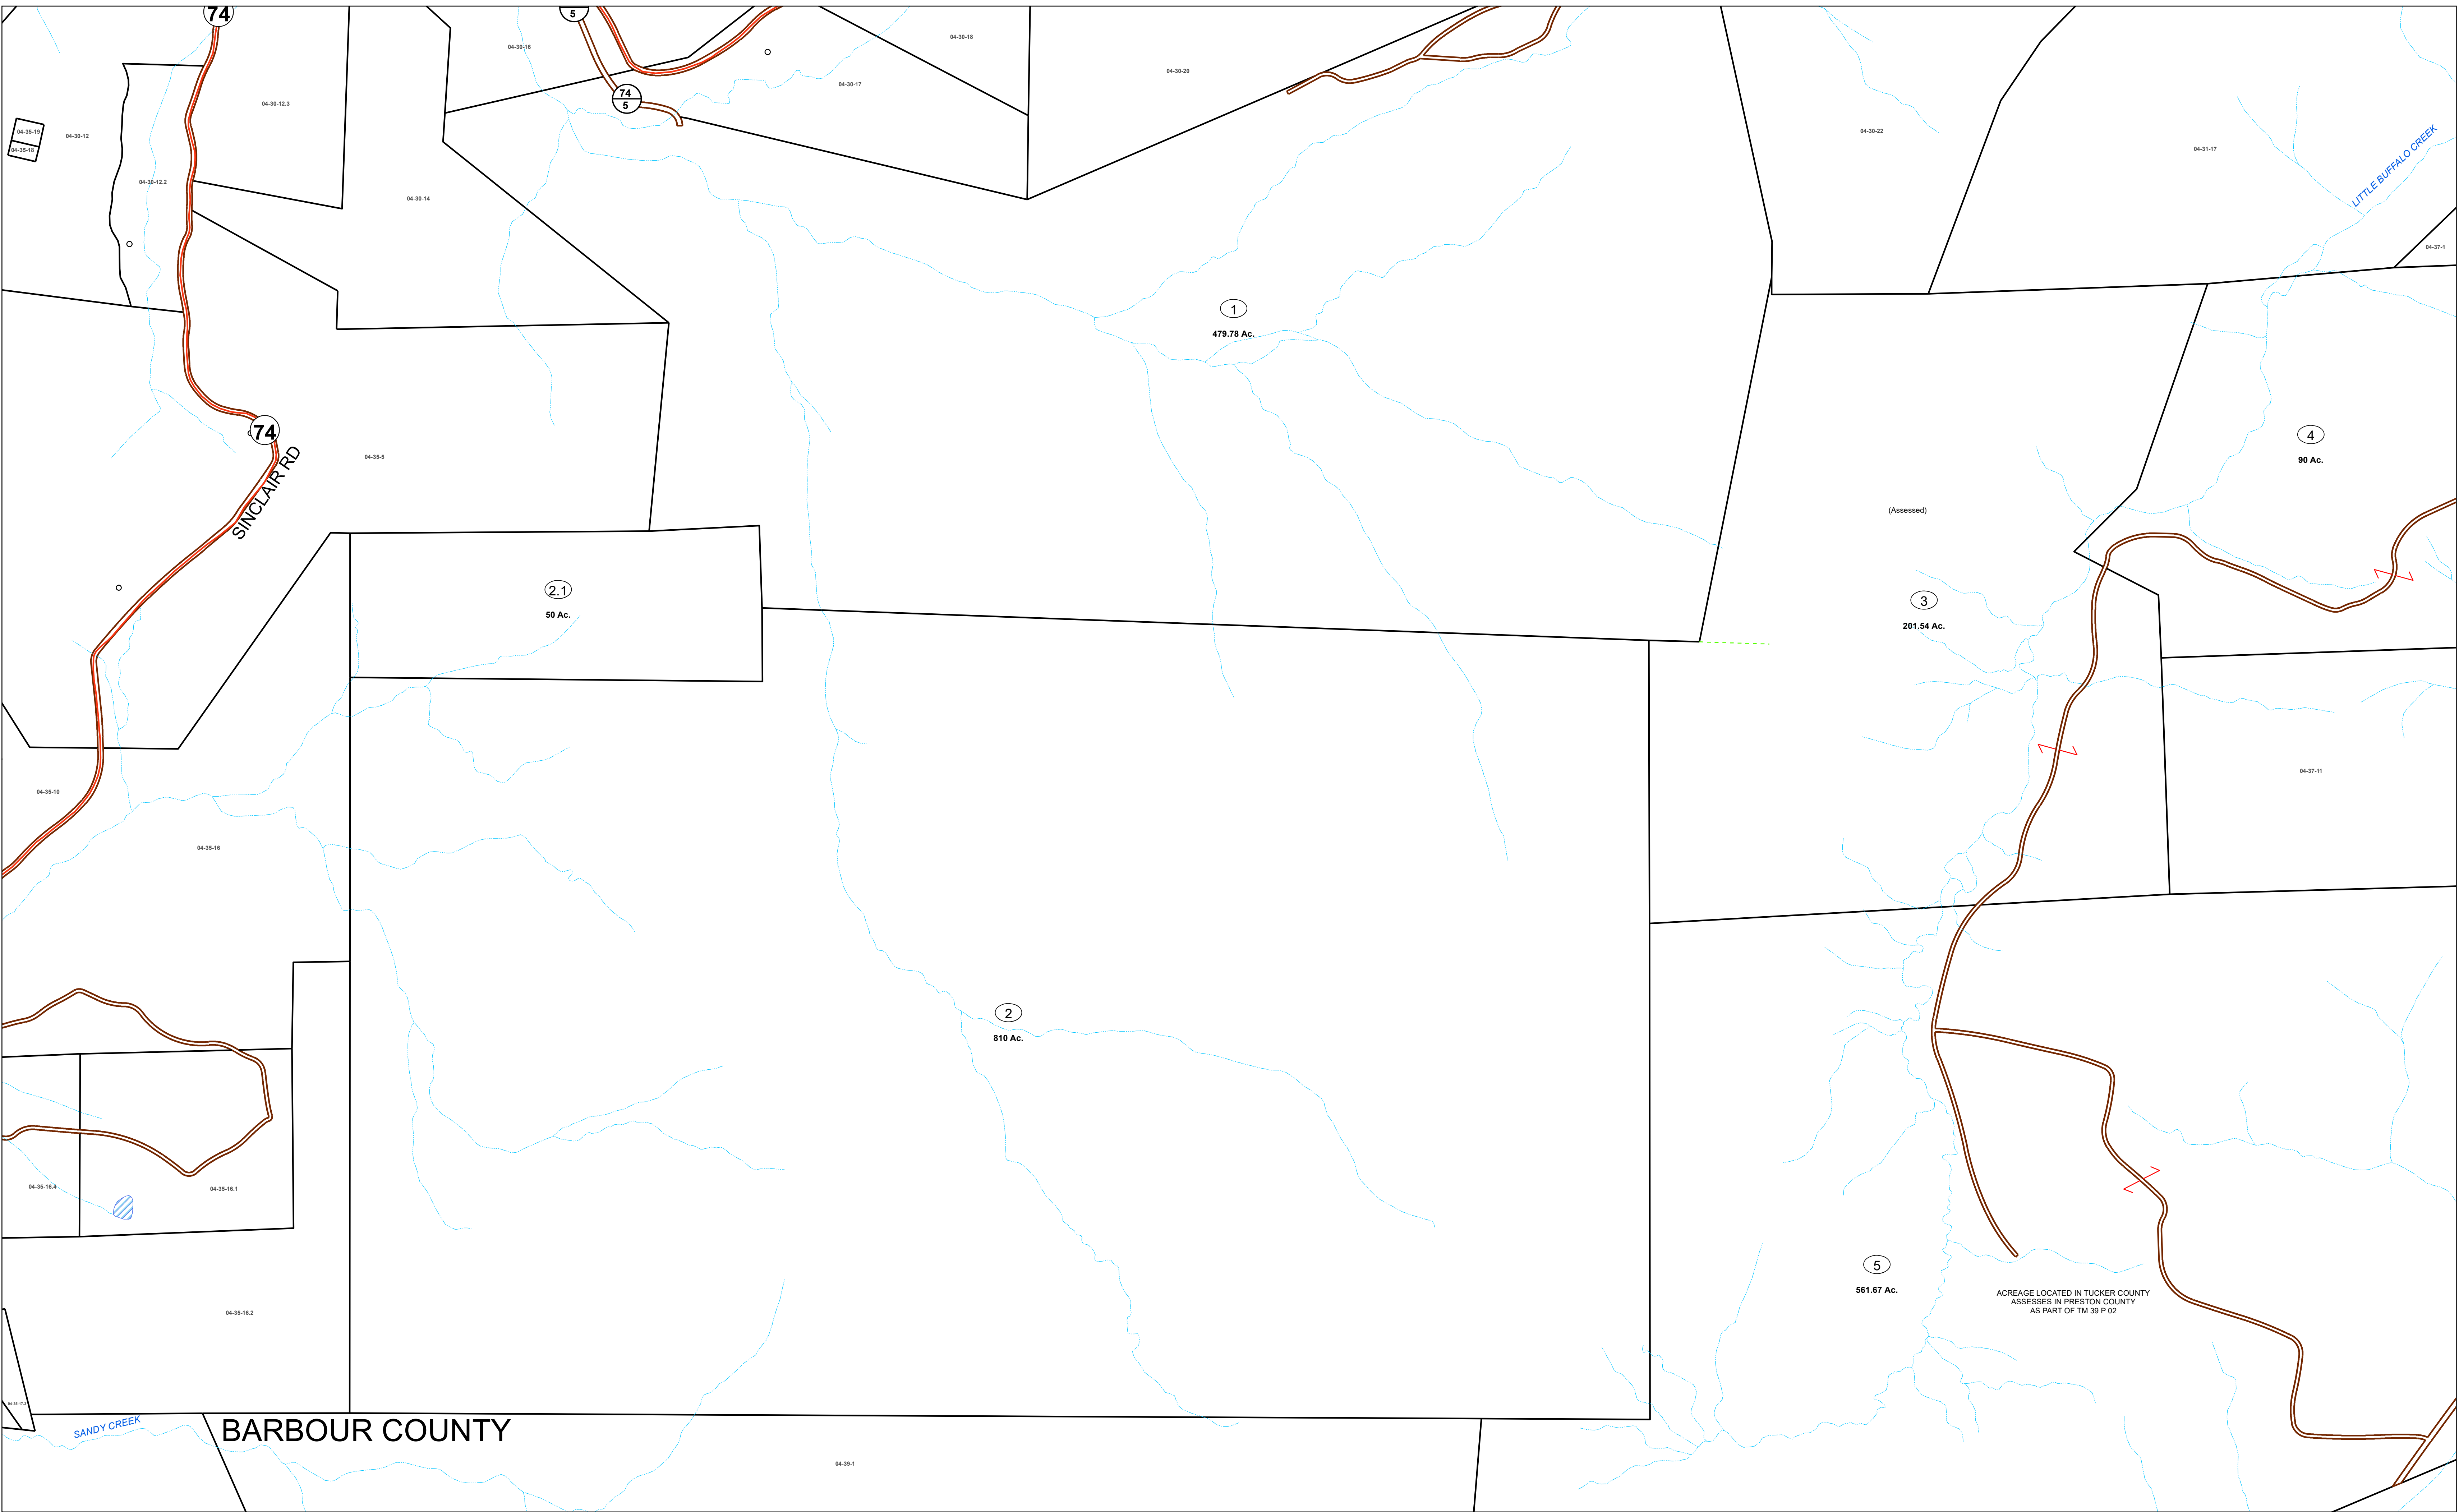 74
5
04-30-16
04-30-18
04-30-17
04-30-20
74
5
04-30-12.3
04-35-19
04-30-12
04-35-18
04-30-22
04-31-17
LITTLE BUFFALO CREEK
04-30-12.2
04-30-14
04-37-1
1
479.78 Ac.
74
SINCLAIR RD
04-35-5
4
90 Ac.
(Assessed)
2.1
50 Ac.
3
201.54 Ac.
04-37-11
04-35-10
04-35-16
2
810 Ac.
04-35-16.4
04-35-16.1
5
561.67 Ac.
ACREAGE LOCATED IN TUCKER COUNTY
ASSESSES IN PRESTON COUNTY
AS PART OF TM 39 P 02
04-35-16.2
SANDY CREEK
BARBOUR COUNTY
04-39-1